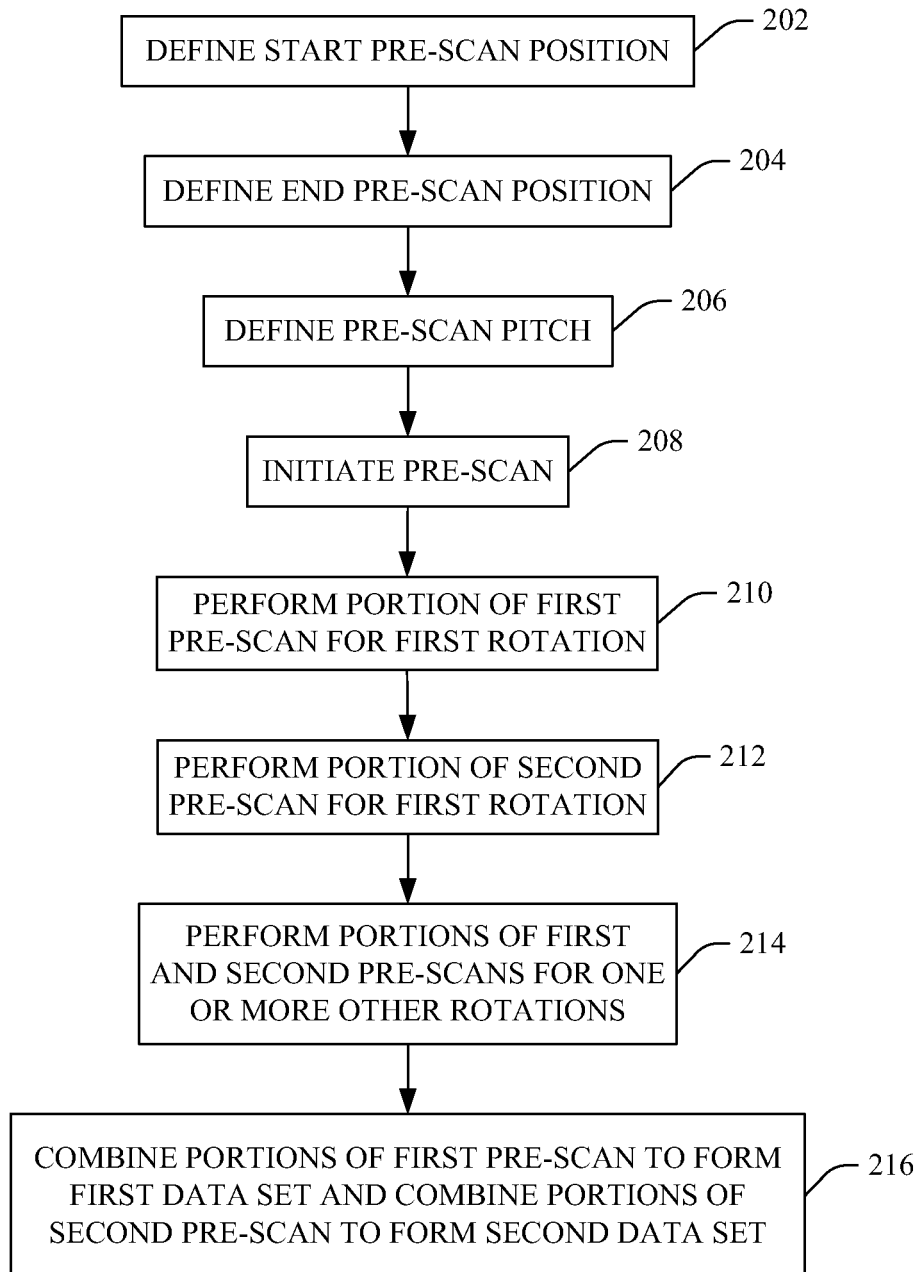 202
DEFINE START PRE-SCAN POSITION
204
DEFINE END PRE-SCAN POSITION
206
DEFINE PRE-SCAN PITCH
208
INITIATE PRE-SCAN
210
PERFORM PORTION OF FIRST
PRE-SCAN FOR FIRST ROTATION
212
PERFORM PORTION OF SECOND
PRE-SCAN FOR FIRST ROTATION
214
PERFORM PORTIONS OF FIRST
AND SECOND PRE-SCANS FOR ONE
OR MORE OTHER ROTATIONS
216
COMBINE PORTIONS OF FIRST PRE-SCAN TO FORM
FIRST DATA SET AND COMBINE PORTIONS OF
SECOND PRE-SCAN TO FORM SECOND DATA SET